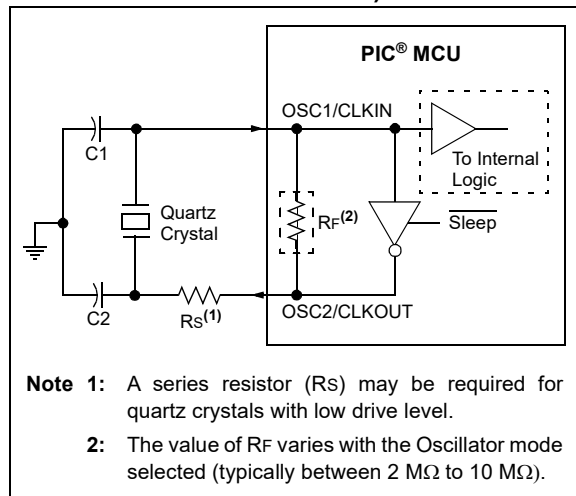 PIC® MCU
OSC1/CLKIN
C1
To Internal
Logic
Quartz
Crystal
RF(2)
Sleep
C2
RS(1)
OSC2/CLKOUT
Note 1: A series resistor (RS) may be required for
quartz crystals with low drive level.
2: The value of RF varies with the Oscillator mode
selected (typically between 2 MΩ to 10 MΩ).